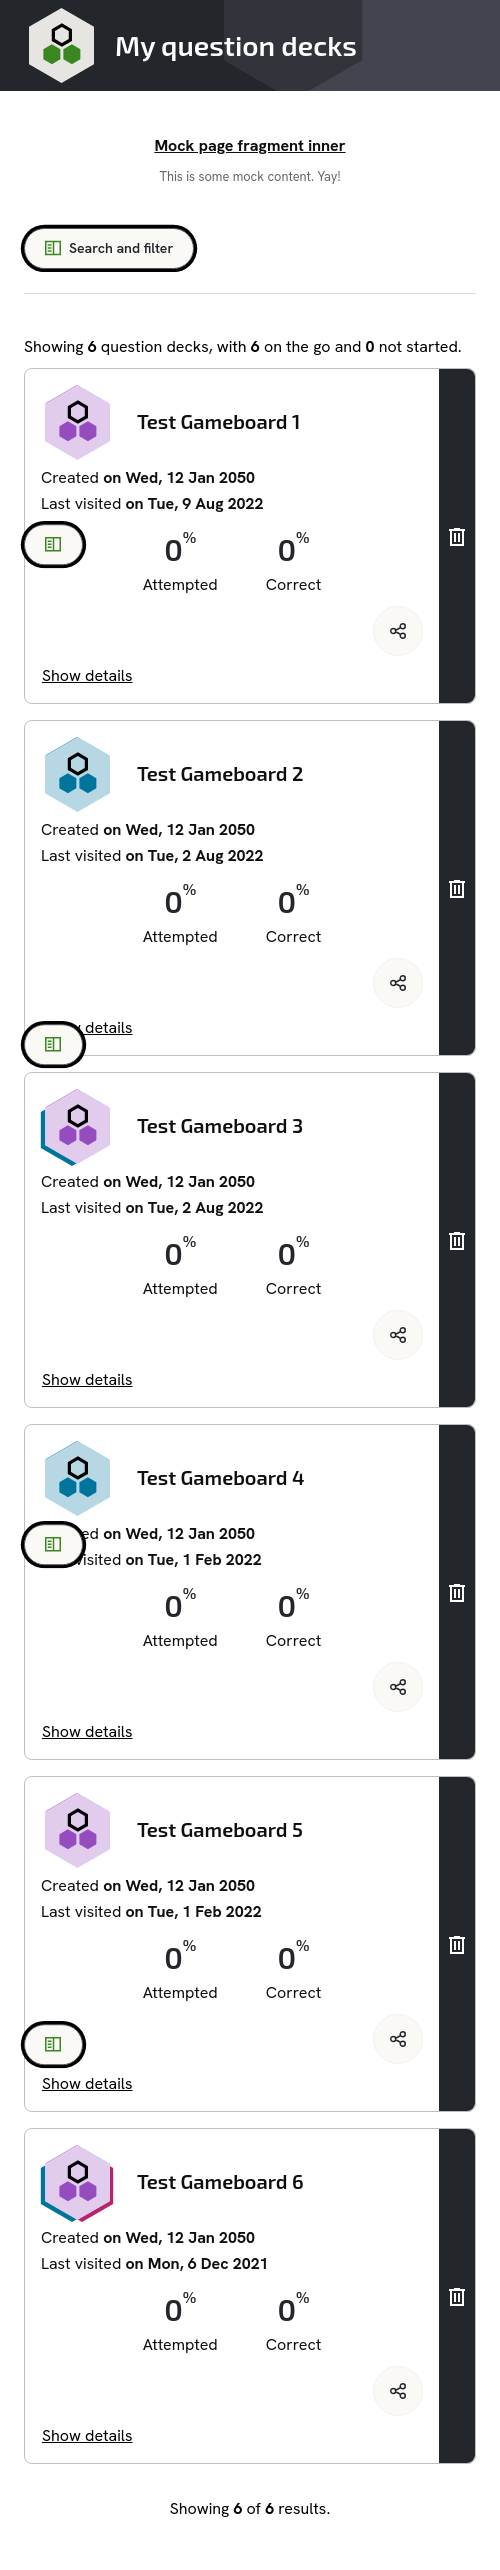 My question decks
Mock page fragment inner
This is some mock content. Yay!
Search and filter
Showing 6 question decks, with 6 on the go and 0 not started.
Test Gameboard 1
Created on Wed, 12 Jan 2050
Last visited on Tue, 9 Aug 2022
0% 0%
Attempted Correct
Show details
Test Gameboard 2
Created on Wed, 12 Jan 2050
Last visited on Tue, 2 Aug 2022
0% 0%
Attempted Correct
details
Test Gameboard 3
Created on Wed, 12 Jan 2050
Last visited on Tue, 2 Aug 2022
0% 0%
Attempted Correct
Show details
Test Gameboard 4
on Wed, 12 Jan 2050
on Tue, 1 Feb 2022
0% 0%
Attempted Correct
Show details
Test Gameboard 5
Created on Wed, 12 Jan 2050
Last visited on Tue, 1 Feb 2022
0% 0%
Attempted Correct
Show details
Test Gameboard 6
Created on Wed, 12 Jan 2050
Last visited on Mon, 6 Dec 2021
0% 0%
Attempted Correct
Show details
Showing 6 of 6 results.